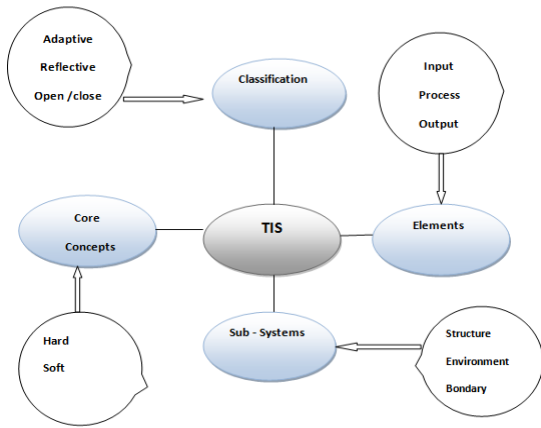 Adaptive
Reflective
Open /close
Classification
Input
Process
Output
Core
Concepts
TIS
Elements
Hard
Soft
Sub - Systems
Structure
Environment
Bondary